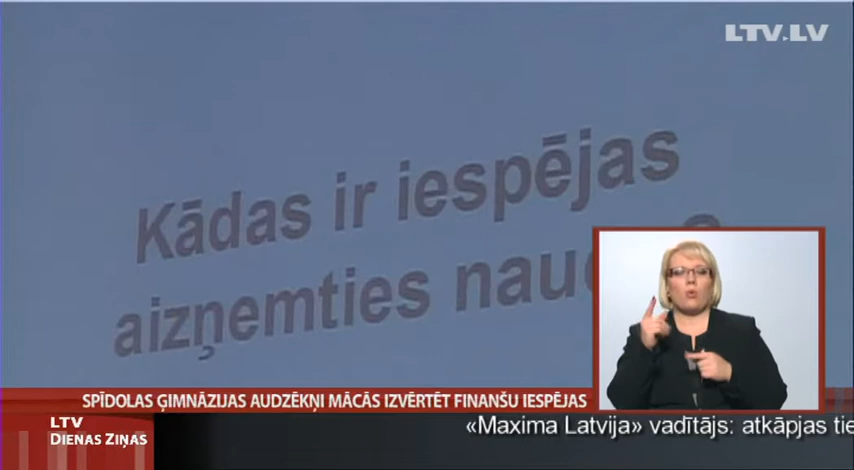 LTV.LV
Kādas ir iespējas
aizņemties
SPĪDOLAS ĢIMNĀZIJAS AUDZĒKŅI MĀCĀS IZVĒRTĒT FINANŠU IESPĒJAS
LTV
DIENAS ZIŅAS
«Maxima Latvija» vadītājs: atkāpjas